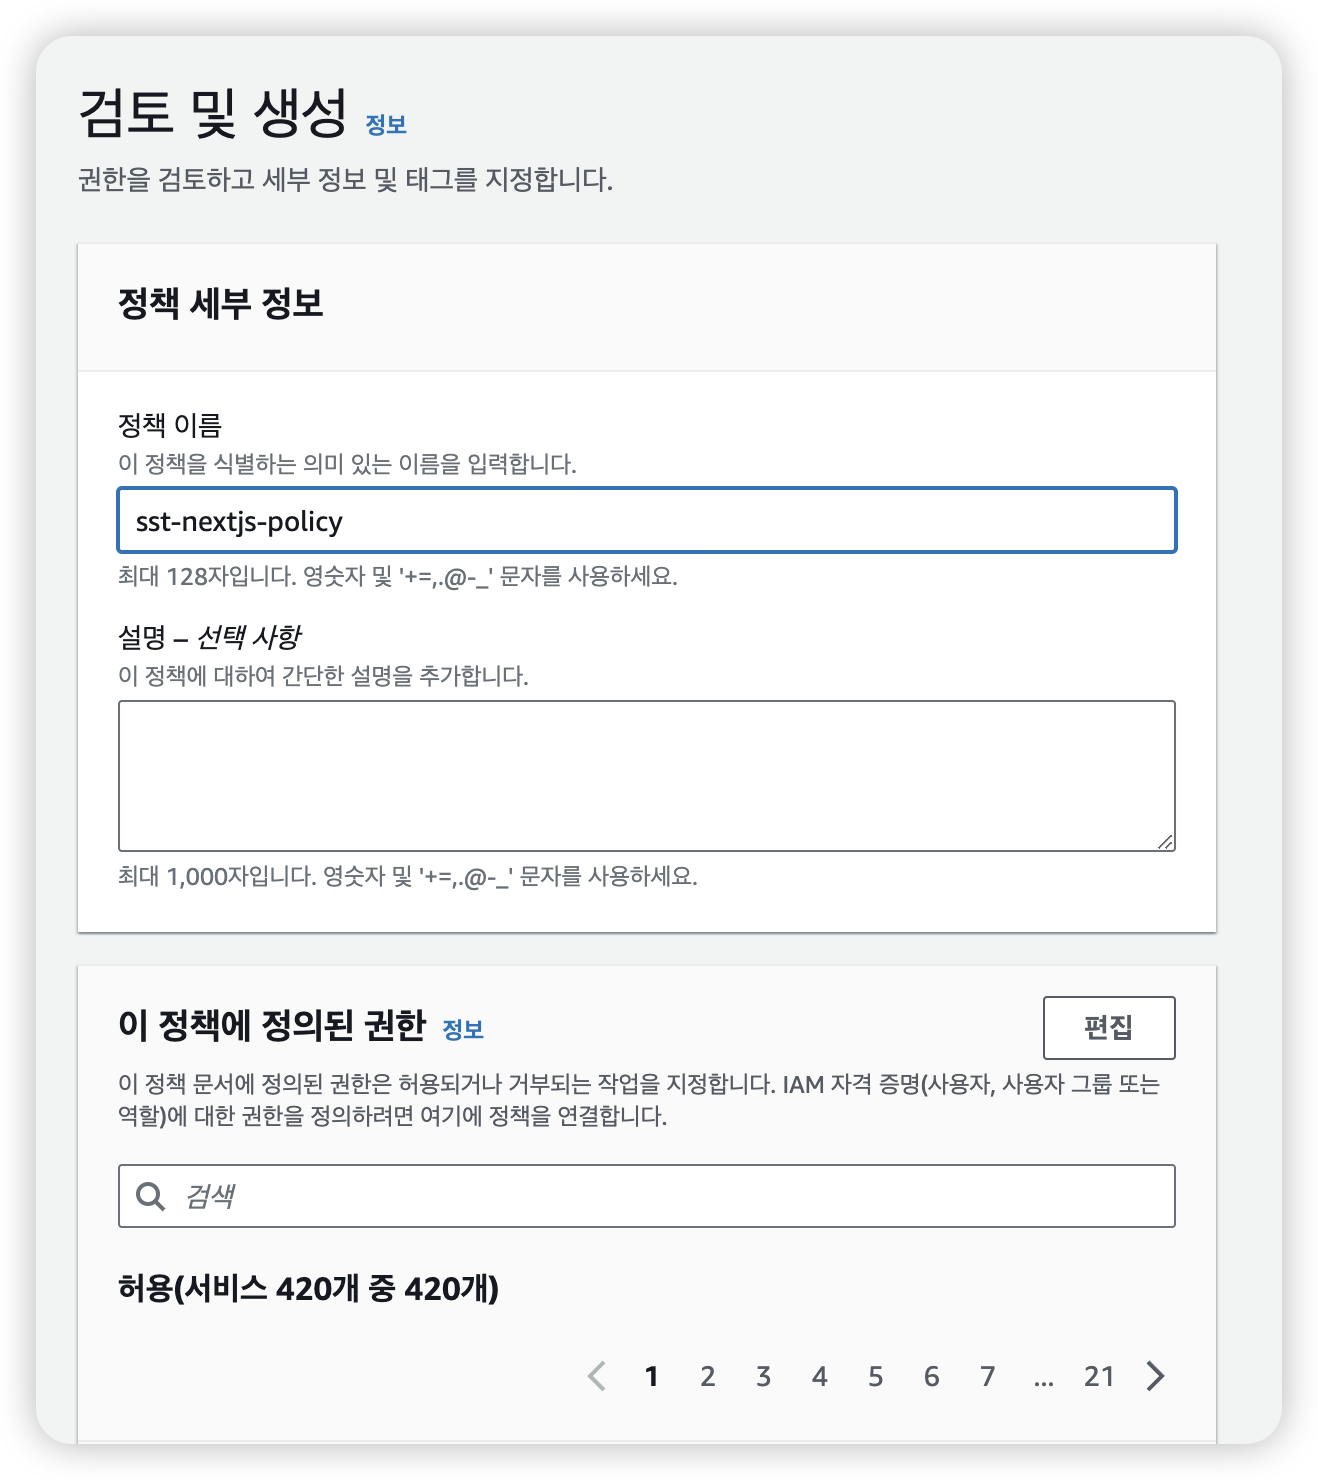 검토 및 생성 정보
권한을 검토하고 세부 정보 및 태그를 지정합니다.
정책 세부 정보
정책 이름
이 정책을 식별하는 의미 있는 이름을 입력합니다.
sst-nextjs-policy
최대 128자입니다. 영숫자 및 '+=,.@-_' 문자를 사용하세요.
설명 – 선택 사항
이 정책에 대하여 간단한 설명을 추가합니다.
최대 1,000자입니다. 영숫자 및 '+=,.@-_' 문자를 사용하세요.
이 정책에 정의된 권한 정보
편집
이 정책 문서에 정의된 권한은 허용되거나 거부되는 작업을 지정합니다. IAM 자격 증명(사용자, 사용자 그룹 또는
역할)에 대한 권한을 정의하려면 여기에 정책을 연결합니다.
검색
허용(서비스 420개 중 420개)
1 2 3 4 5 6 7 ... 21